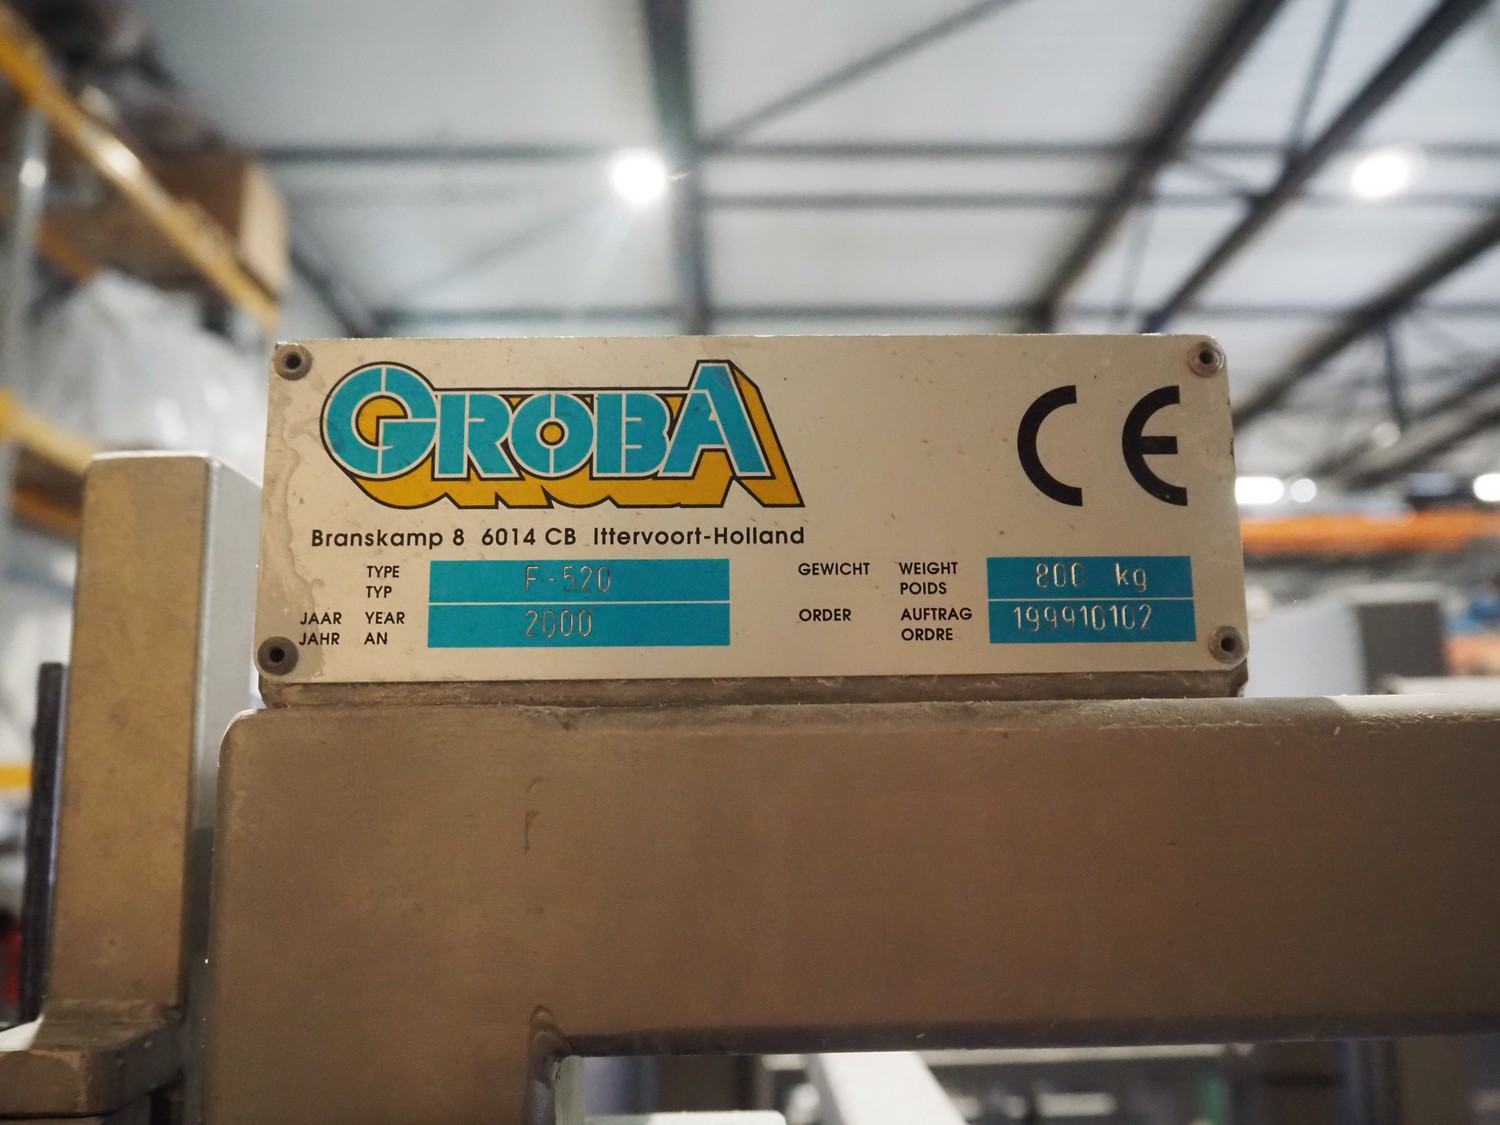 GROBA
CE
Branskamp 8 6014 CB Ittervoort-Holland
TYPE
TYP
F-520
GEWICHT WEIGHT
POIDS
800 kg
JAAR YEAR
JAHR AN
2000
ORDER AUFTRAG
ORDRE
199910102